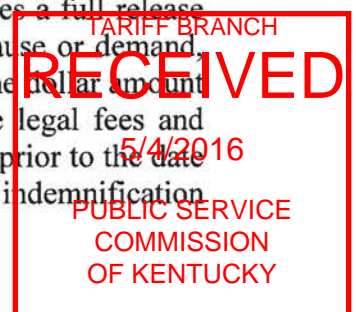 es a full release
TARIFF BRANCH
ause or demand,
RECEIVED
he dollar amount
e legal fees and
prior to the date
5/4/2016
indemnification
PUBLIC SERVICE
COMMISSION
OF KENTUCKY